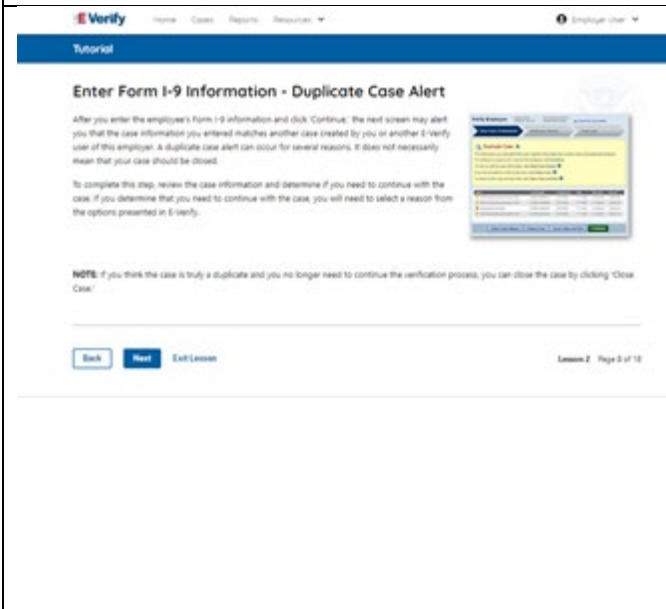 E-Verify
Home Cases Reports Resources
Employer User
Tutorial
Enter Form I-9 Information - Duplicate Case Alert
After you enter the employee's Form I-9 information and click 'Continue,' the next screen may alert
you that the case information you entered matches another case created by you or another E-Verify
user of this employer. A duplicate case alert can occur for several reasons. It does not necessarily
mean that your case should be closed.
To complete this step, review the case information and determine if you need to continue with the
case. If you determine that you need to continue with the case, you will need to select a reason from
the options presented in E-Verify.
Duplicate Case
NOTE: If you think the case is truly a duplicate and you no longer need to continue the verification process, you can close the case by clicking 'Close
Case.'
Back Next Exit Lesson
Lesson 2 Page of 18